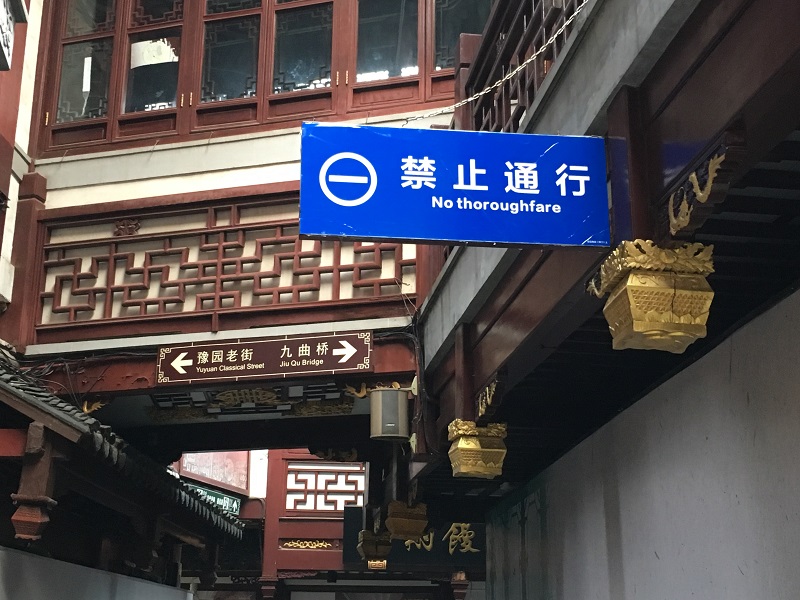 禁止通行
No thoroughfare
豫园老街 九曲桥
Yuyuan Classical Street Jiu Qu Bridge
馒